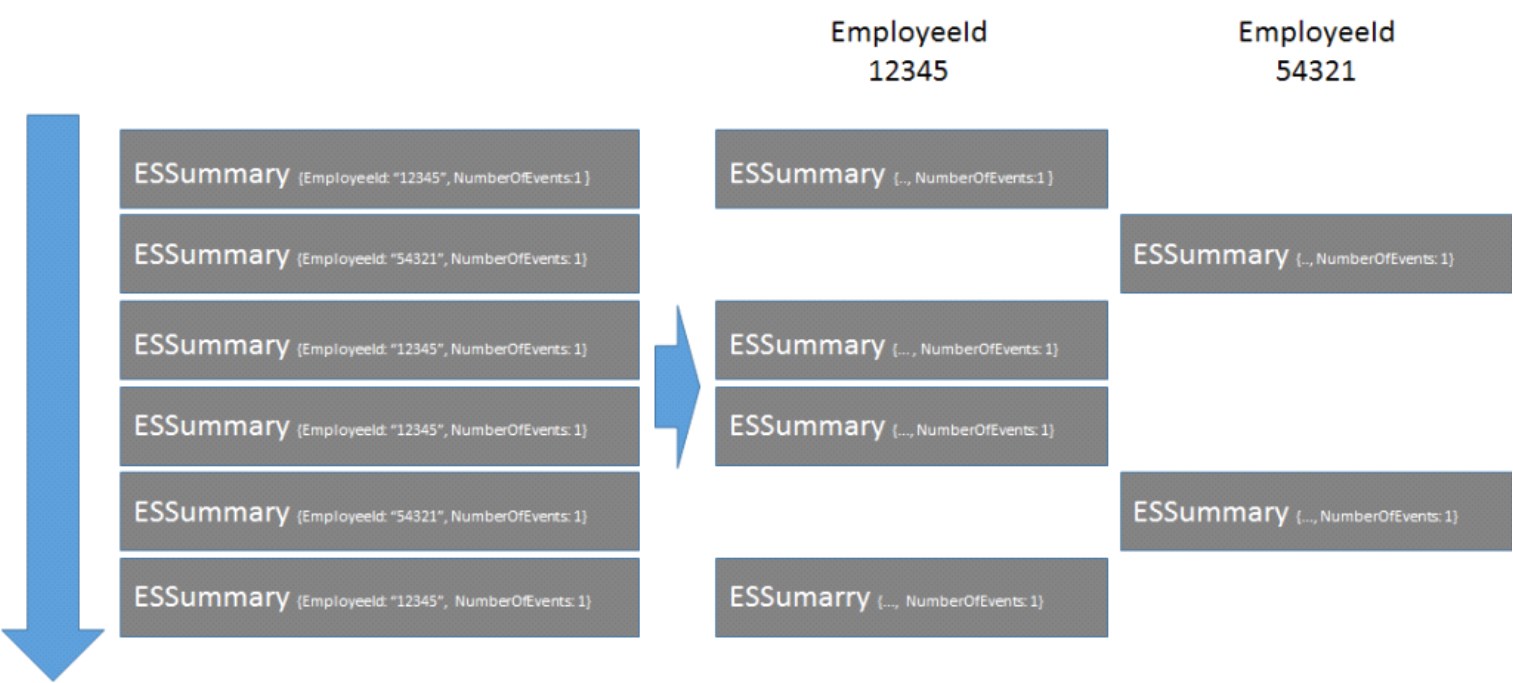 EmployeeId
12345
EmployeeId
54321
ESSummary {EmployeeId: “12345”, NumberOfEvents:1 }
ESSummary {.., NumberOfEvents:1 }
ESSummary {EmployeeId: “54321”, NumberOfEvents: 1}
ESSummary {.., NumberOfEvents: 1}
ESSummary {EmployeeId: “12345”, NumberOfEvents: 1}
ESSummary {... , NumberOfEvents: 1}
ESSummary {EmployeeId: “12345”, NumberOfEvents: 1}
ESSummary {..., NumberOfEvents: 1}
ESSummary {EmployeeId: “54321”, NumberOfEvents: 1}
ESSummary {..., NumberOfEvents: 1}
ESSummary {EmployeeId: “12345”, NumberOfEvents: 1}
ESSumarry {..., NumberOfEvents: 1}